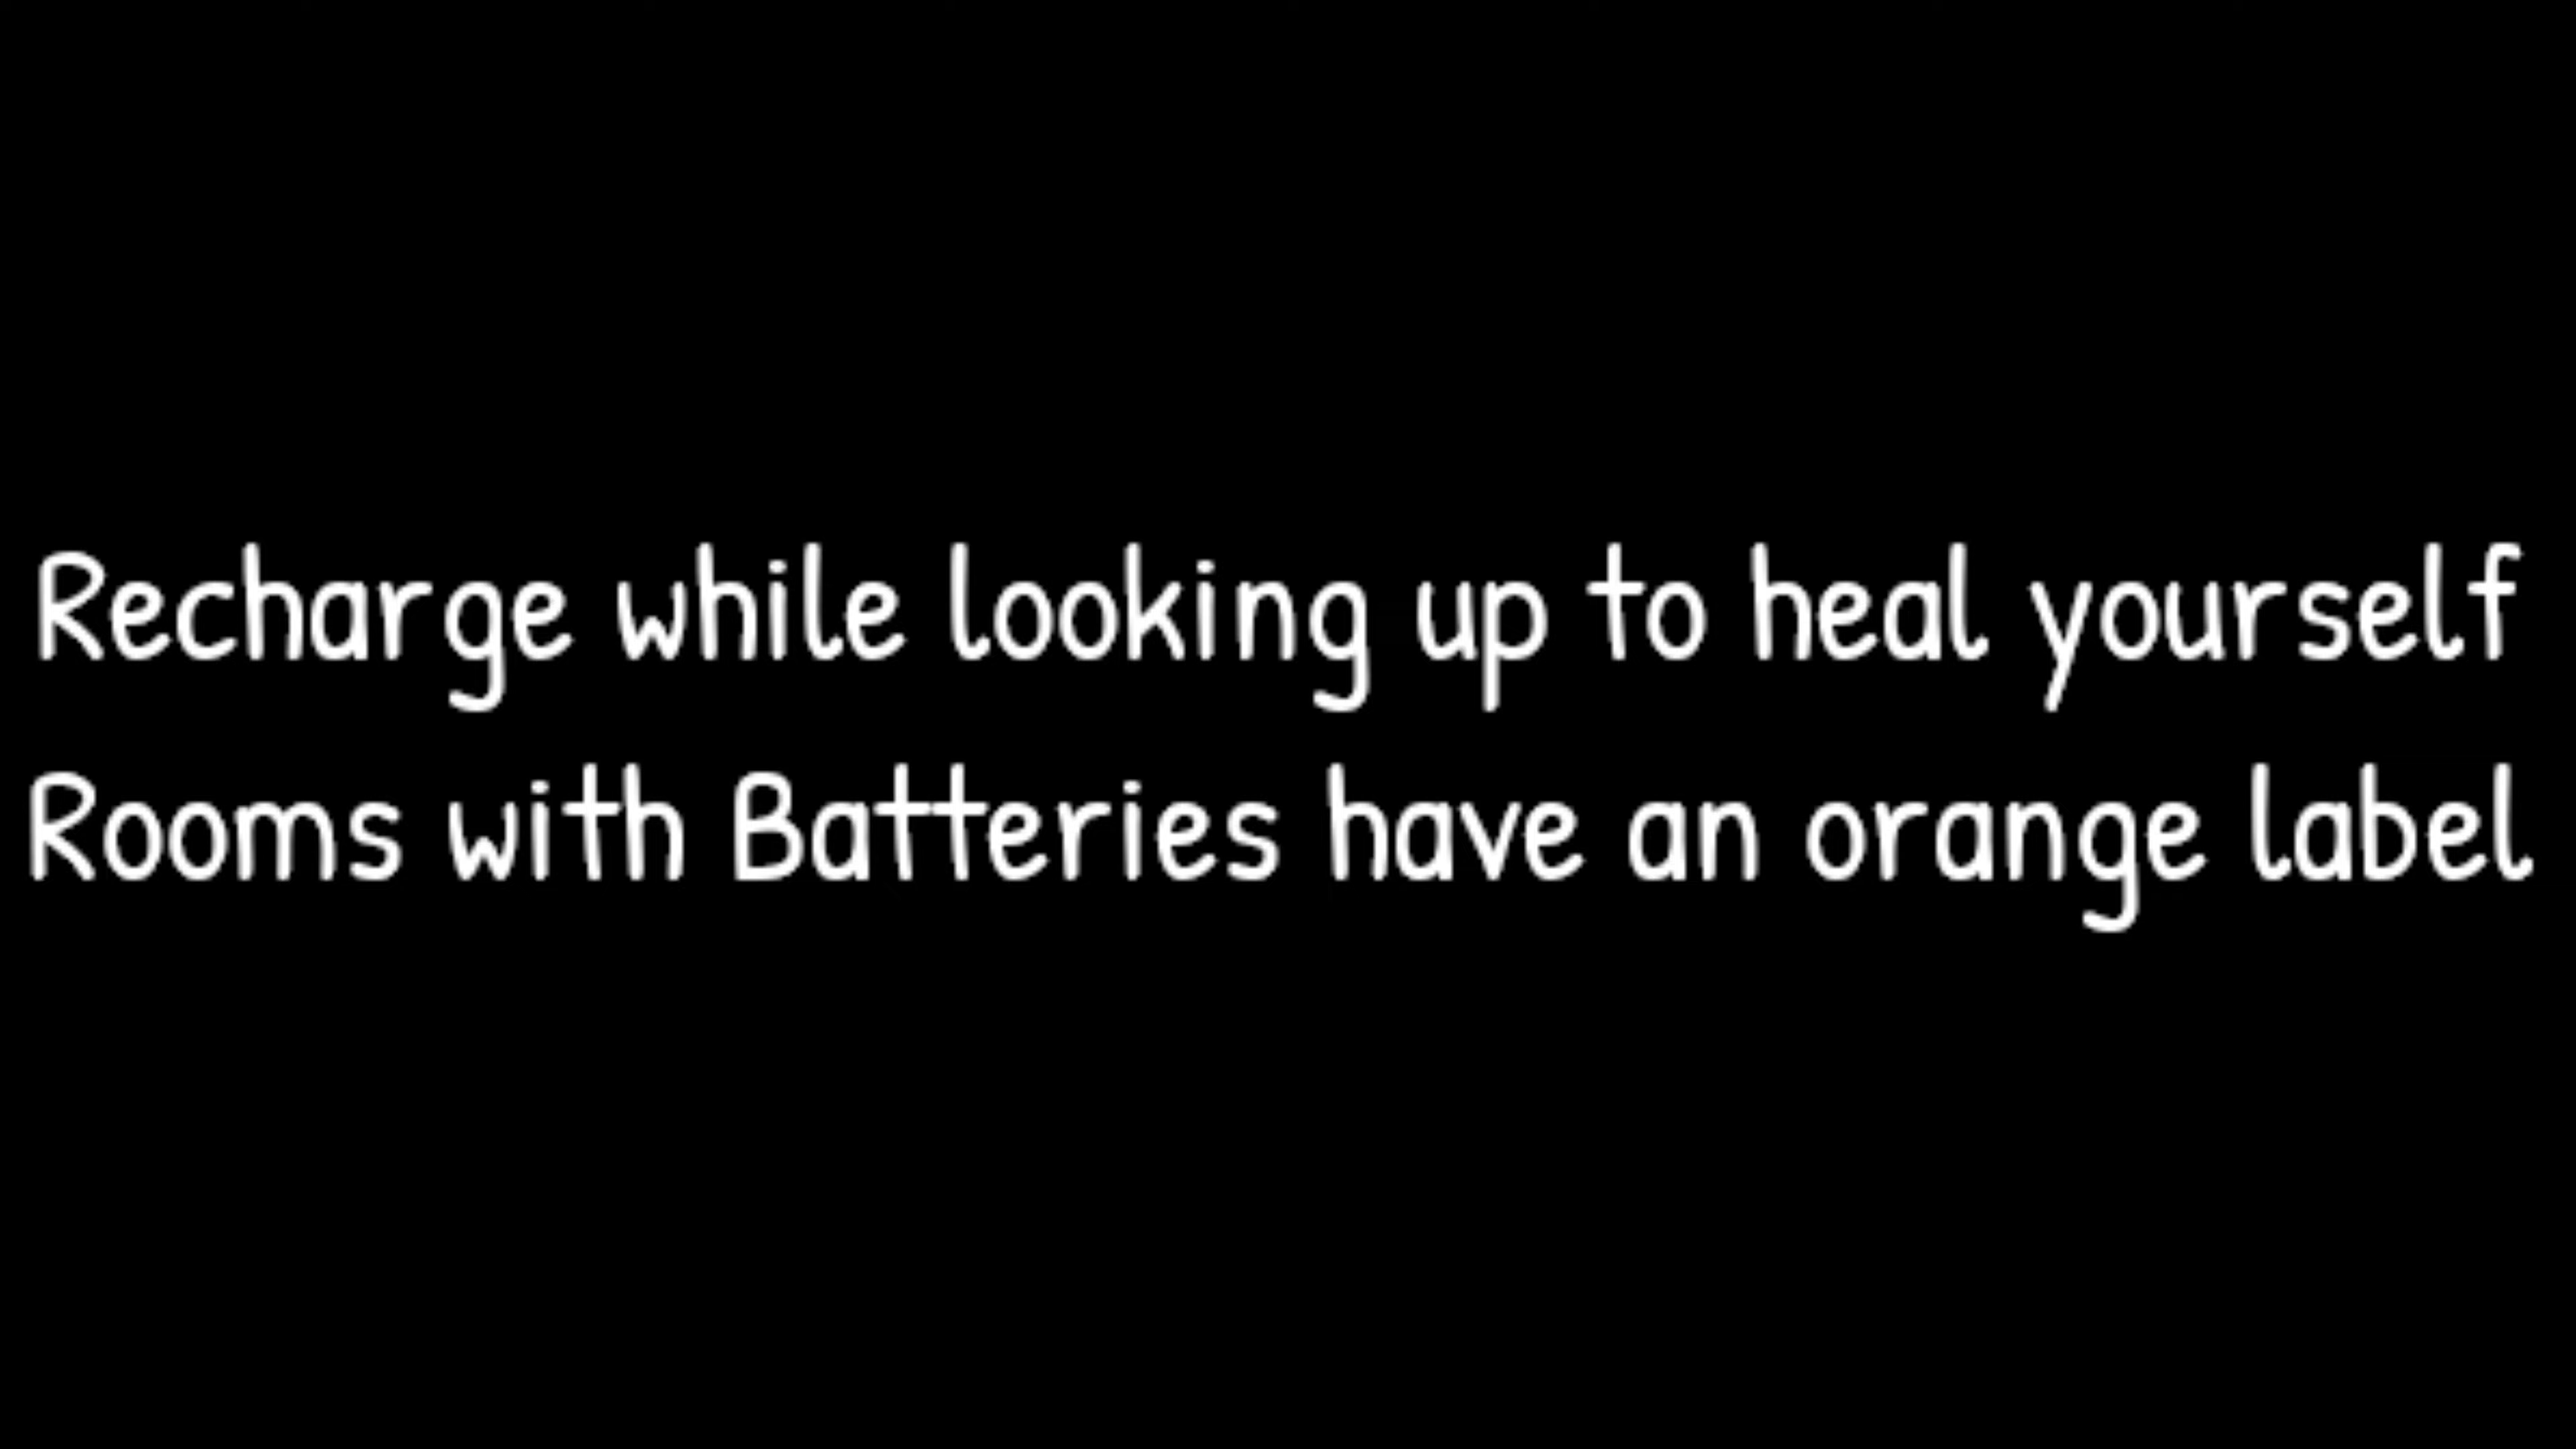 Recharge while looking up to heal yourself
Rooms with Batteries have an orange label